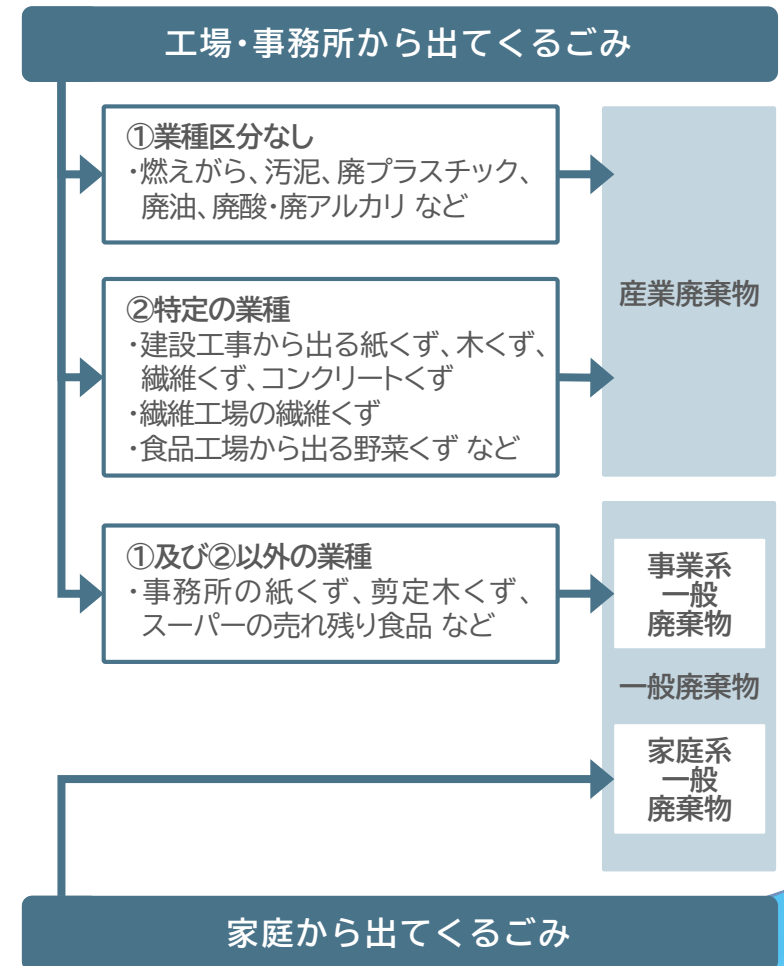 工場・事務所から出てくるごみ
①業種区分なし
・燃えがら、汚泥、廃プラスチック、
廃油、廃酸・廃アルカリ など
②特定の業種
・建設工事から出る紙くず、木くず、
繊維くず、コンクリートくず
・繊維工場の繊維くず
・食品工場から出る野菜くず など
産業廃棄物
①及び②以外の業種
・事務所の紙くず、剪定木くず、
スーパーの売れ残り食品 など
事業系
一般
廃棄物
一般廃棄物
家庭系
一般
廃棄物
家庭から出てくるごみ